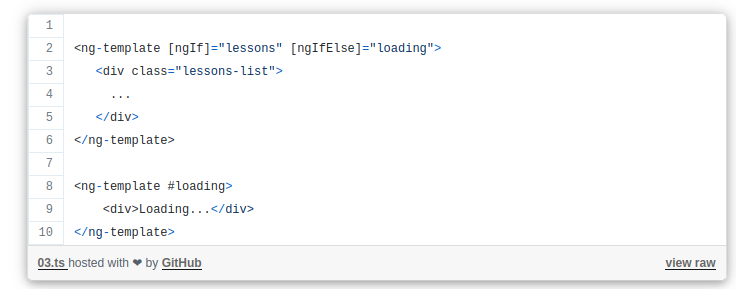 1
2 <ng-template [ngIf]="lessons" [ngIfElse]="loading">
3    <div class="lessons-list">
4      ...
5    </div>
6 </ng-template>
7
8 <ng-template #loading>
9     <div>Loading...</div>
10 </ng-template>
03.ts hosted with ❤ by GitHub view raw